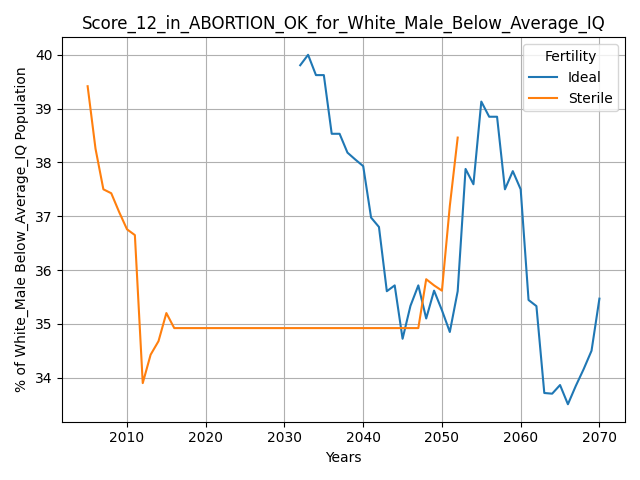 Score_12_in_ABORTION_OK_for_White_Male_Below_Average_IQ
% of White_Male Below_Average_IQ Population
40
39
38
37
36
35
34
Fertility
Ideal
Sterile
2010 2020 2030 2040 2050 2060 2070
Years